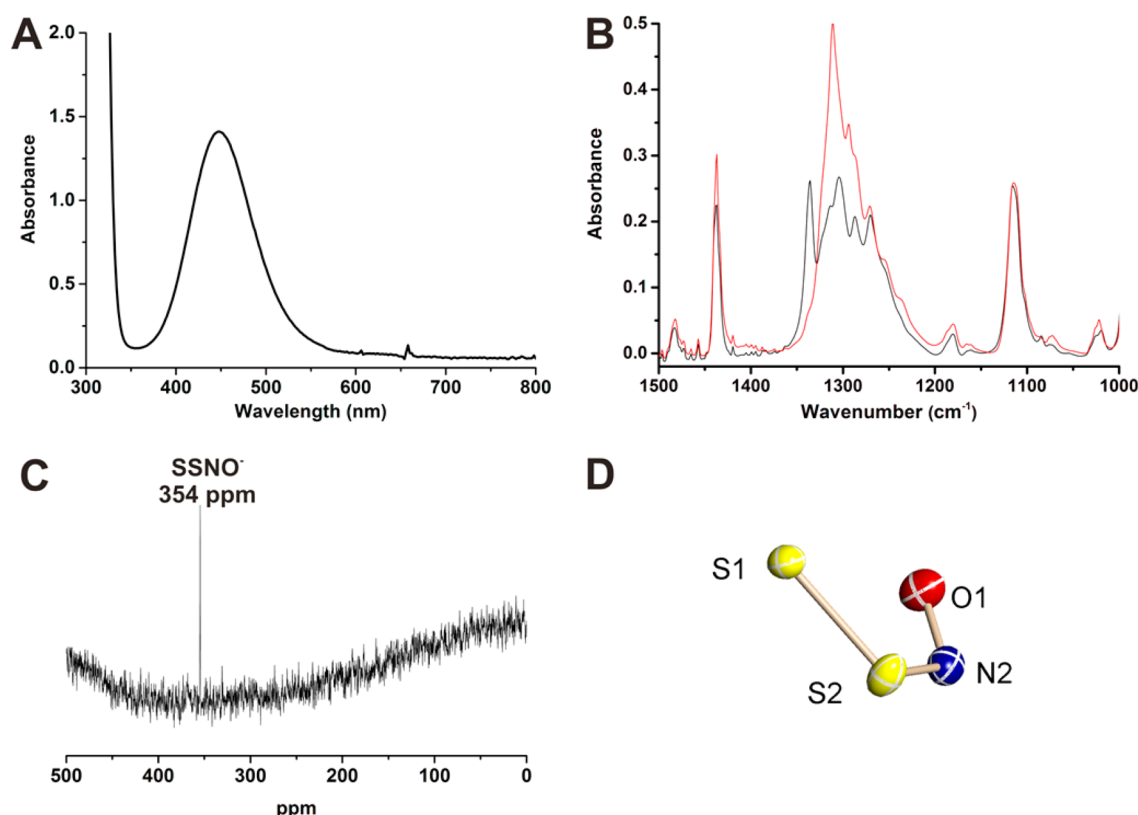 A
2.0
1.5
1.0
0.5
0.0
Absorbance
300 400 500 600 700 800
Wavelength (nm)
B
0.5
0.4
0.3
0.2
0.1
0.0
Absorbance
1500 1400 1300 1200 1100 1000
Wavenumber (cm⁻¹)
C
SSNO⁻
354 ppm
500 400 300 200 100 0
ppm
D
S1
O1
S2
N2